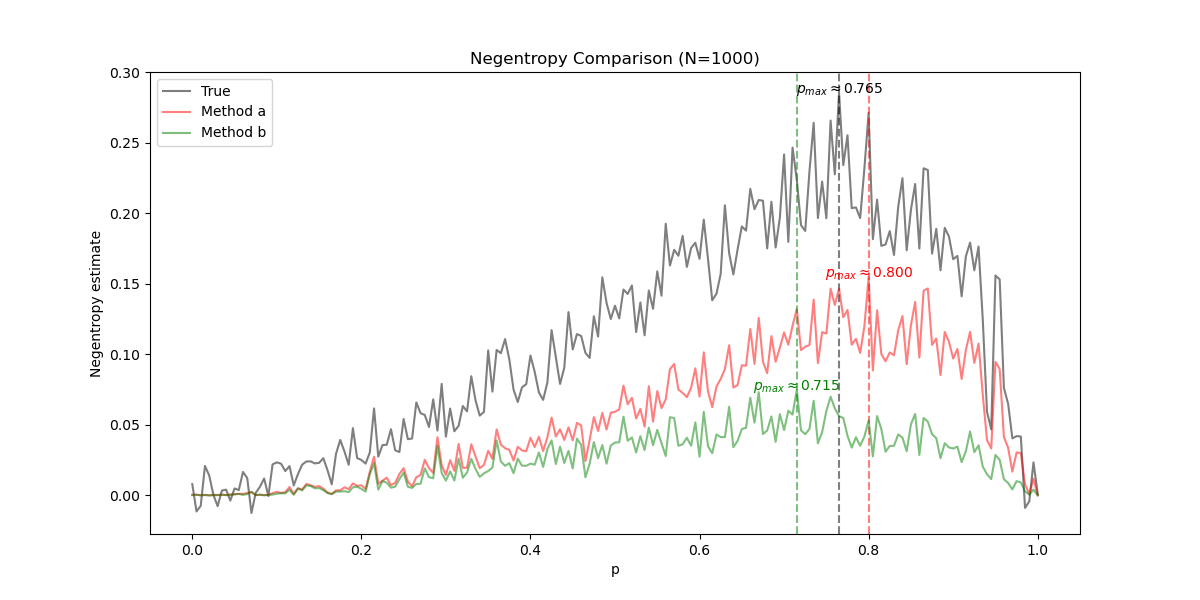 Negentropy Comparison (N=1000)
0.30
0.25
0.20
0.15
0.10
0.05
0.00
Negentropy estimate
True
Method a
Method b
p_max ≈ 0.765
p_max ≈ 0.800
p_max ≈ 0.715
0.0 0.2 0.4 0.6 0.8 1.0
p